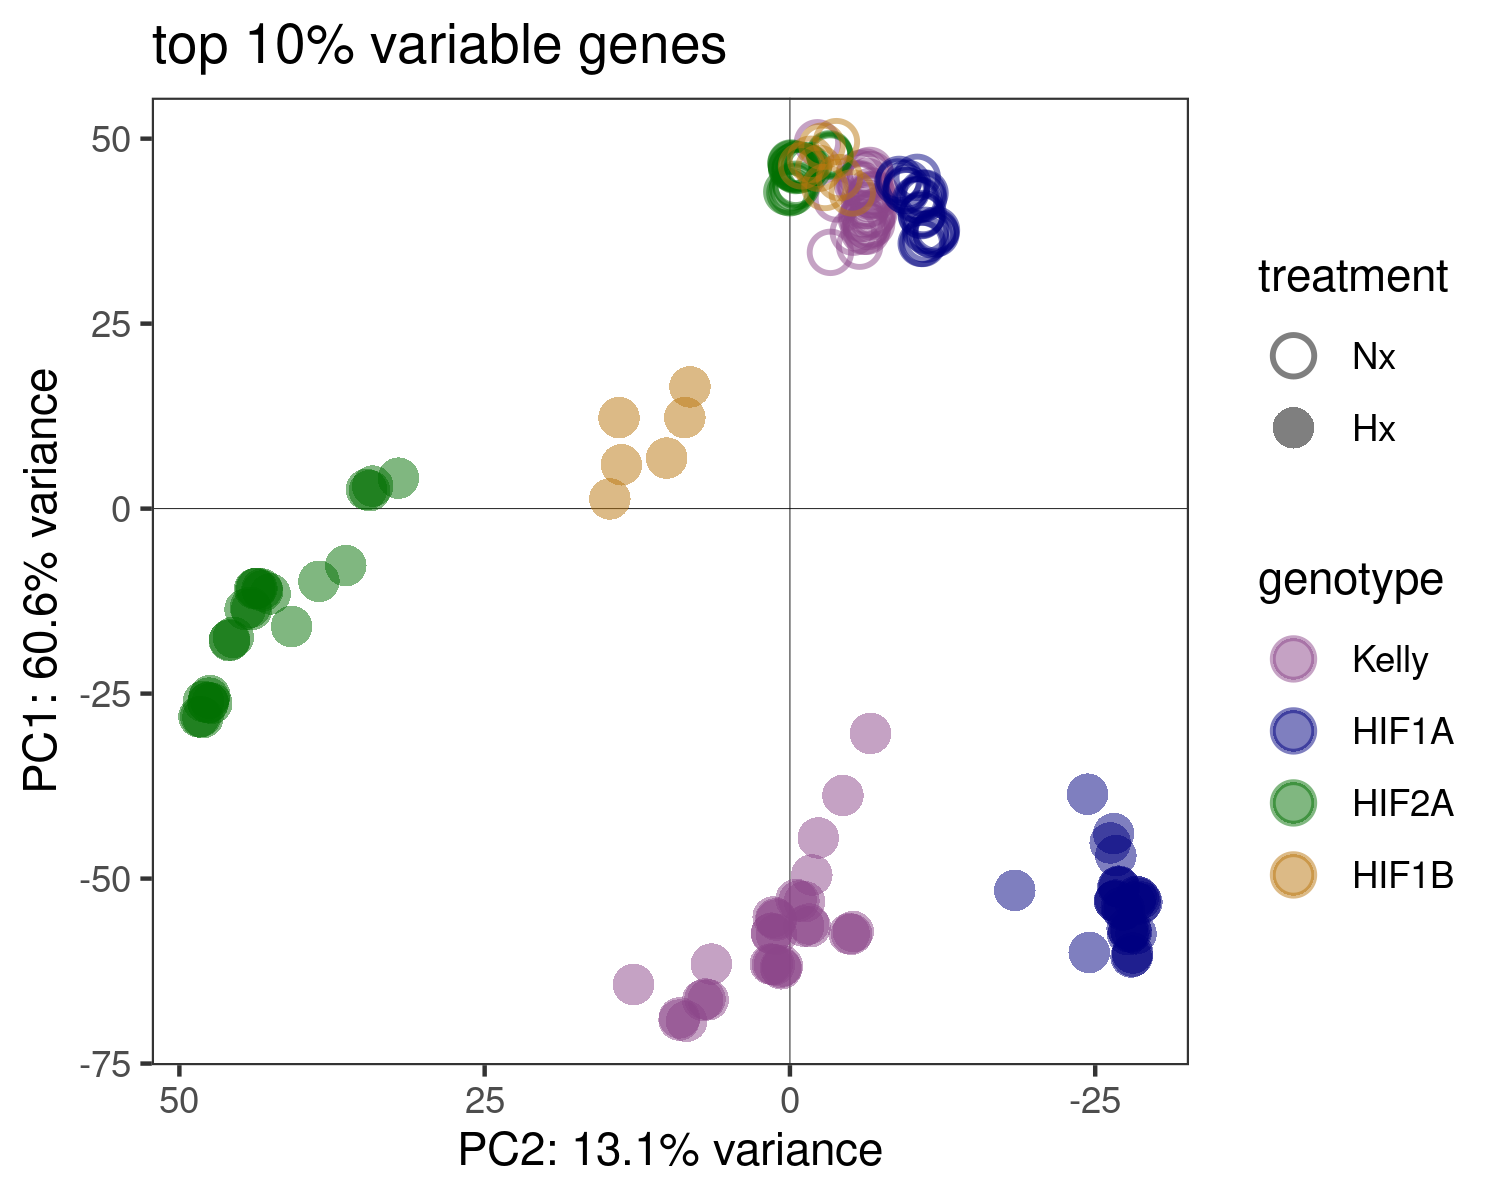 top 10% variable genes
PC1: 60.6% variance
50
25
0
-25
-50
-75
50
25
0
-25
PC2: 13.1% variance
treatment
Nx
Hx
genotype
Kelly
HIF1A
HIF2A
HIF1B